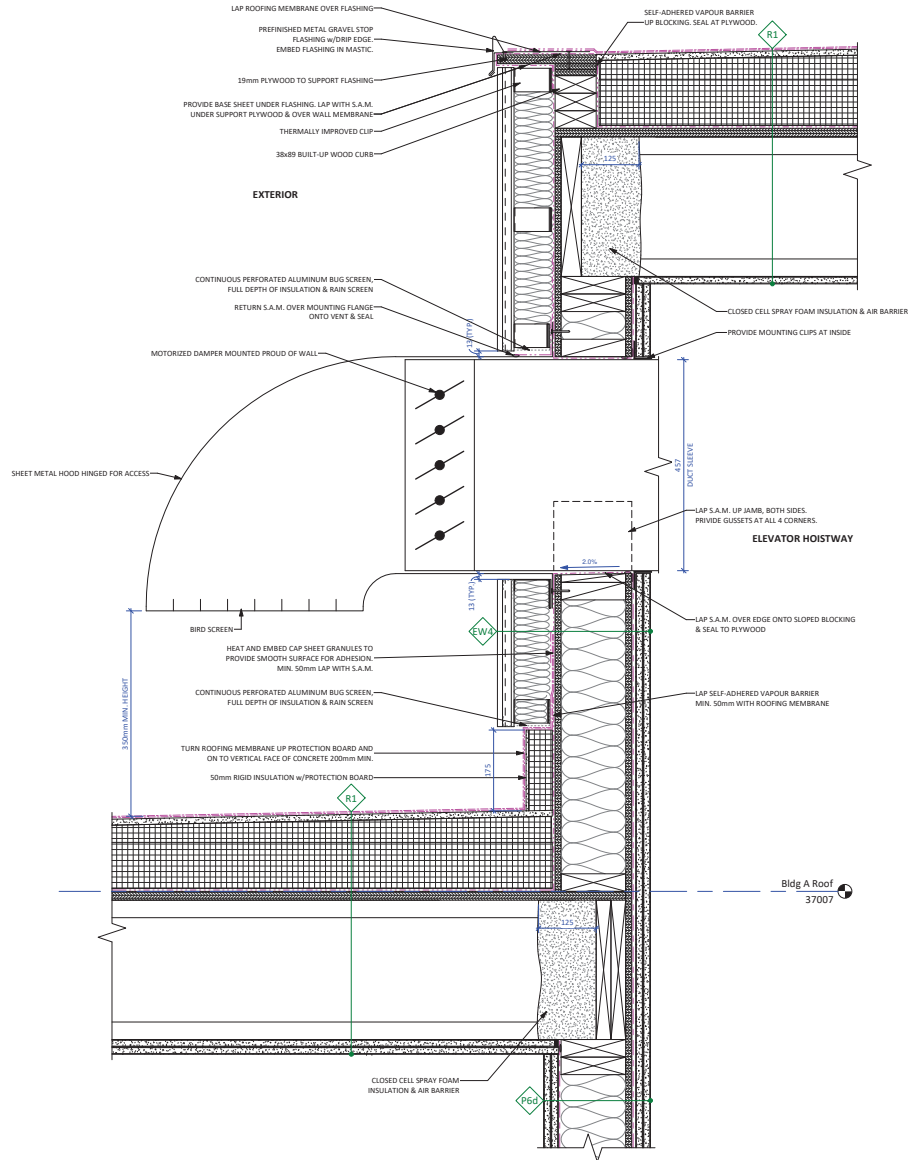 LAP ROOFING MEMBRANE OVER FLASHING
SELF-ADHERED VAPOUR BARRIER
UP BLOCKING. SEAL AT PLYWOOD.
PREFINISHED METAL GRAVEL STOP
FLASHING w/DRIP EDGE.
EMBED FLASHING IN MASTIC.
R1
19mm PLYWOOD TO SUPPORT FLASHING
PROVIDE BASE SHEET UNDER FLASHING. LAP WITH S.A.M.
UNDER SUPPORT PLYWOOD & OVER WALL MEMBRANE
THERMALLY IMPROVED CLIP
38x89 BUILT-UP WOOD CURB
125
EXTERIOR
CONTINUOUS PERFORATED ALUMINUM BUG SCREEN,
FULL DEPTH OF INSULATION & RAIN SCREEN
RETURN S.A.M. OVER MOUNTING FLANGE
ONTO VENT & SEAL
CLOSED CELL SPRAY FOAM INSULATION & AIR BARRIER
PROVIDE MOUNTING CLIPS AT INSIDE
13 (TYP.)
MOTORIZED DAMPER MOUNTED PROUD OF WALL
SHEET METAL HOOD HINGED FOR ACCESS
457
DUCT SLEEVE
LAP S.A.M. UP JAMB, BOTH SIDES.
PRIVIDE GUSSETS AT ALL 4 CORNERS.
ELEVATOR HOISTWAY
2.0%
13 (TYP.)
BIRD SCREEN
EW4
LAP S.A.M. OVER EDGE ONTO SLOPED BLOCKING
& SEAL TO PLYWOOD
HEAT AND EMBED CAP SHEET GRANULES TO
PROVIDE SMOOTH SURFACE FOR ADHESION.
MIN. 50mm LAP WITH S.A.M.
CONTINUOUS PERFORATED ALUMINUM BUG SCREEN,
FULL DEPTH OF INSULATION & RAIN SCREEN
LAP SELF-ADHERED VAPOUR BARRIER
MIN. 50mm WITH ROOFING MEMBRANE
350mm MIN. HEIGHT
TURN ROOFING MEMBRANE UP PROTECTION BOARD AND
ON TO VERTICAL FACE OF CONCRETE 200mm MIN.
175
50mm RIGID INSULATION w/PROTECTION BOARD
R1
Bldg A Roof
37007
125
CLOSED CELL SPRAY FOAM
INSULATION & AIR BARRIER
P6d